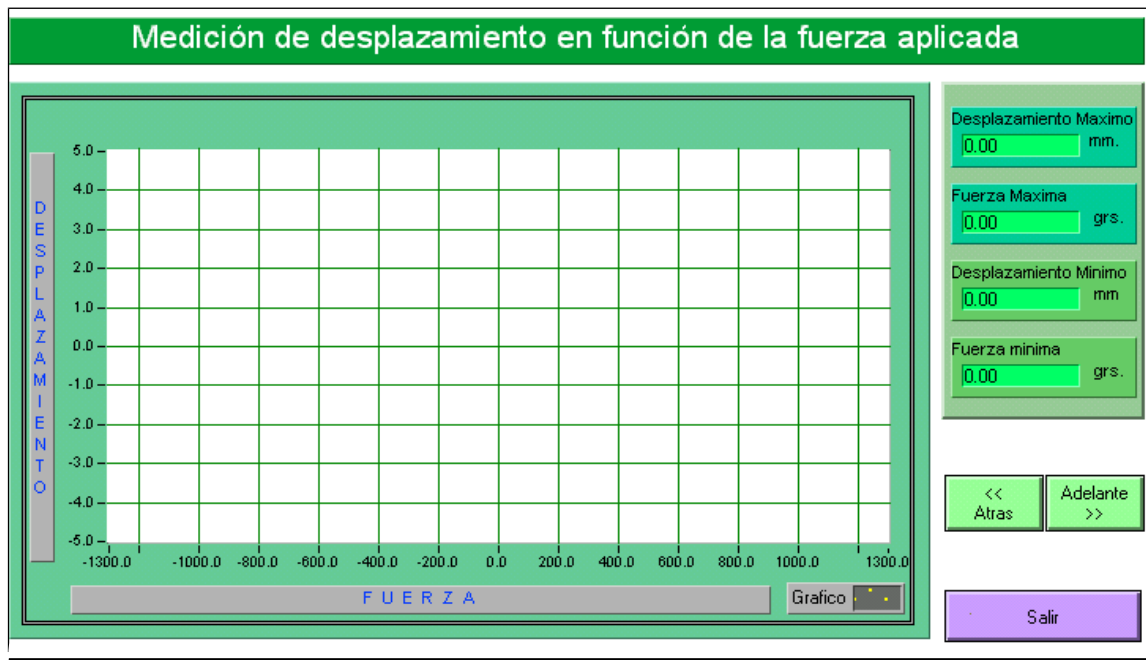 Medición de desplazamiento en función de la fuerza aplicada
DESPLAZAMIENTO
5.0
4.0
3.0
2.0
1.0
0.0
-1.0
-2.0
-3.0
-4.0
-5.0
-1300.0 -1000.0 -800.0 -600.0 -400.0 -200.0 0.0 200.0 400.0 600.0 800.0 1000.0 1300.0
FUERZA
Grafico
Desplazamiento Maximo
0.00 mm.
Fuerza Maxima
0.00 grs.
Desplazamiento Minimo
0.00 mm
Fuerza minima
0.00 grs.
<<
Atras
Adelante
>>
Salir